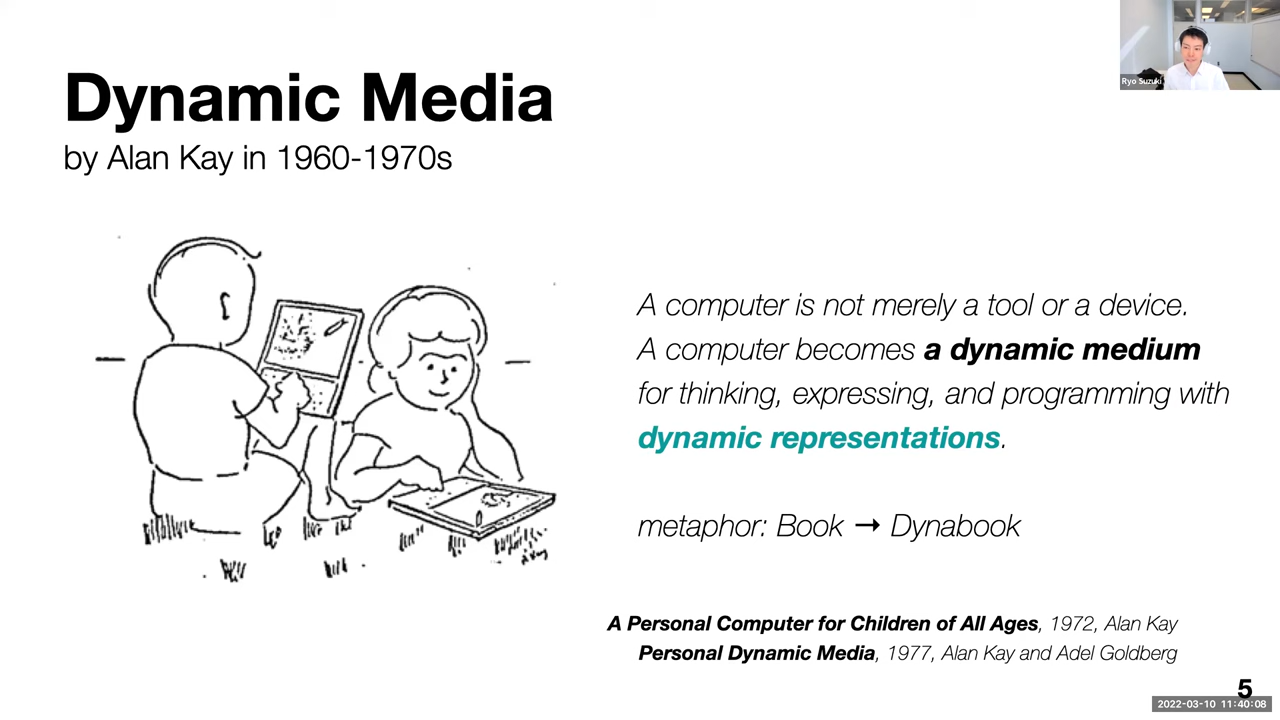 Dynamic Media
by Alan Kay in 1960-1970s
Ryo Suzuki
A computer is not merely a tool or a device.
A computer becomes a dynamic medium
for thinking, expressing, and programming with
dynamic representations.
metaphor: Book → Dynabook
A Personal Computer for Children of All Ages, 1972, Alan Kay
Personal Dynamic Media, 1977, Alan Kay and Adel Goldberg
5
2022-03-10 11:40:08